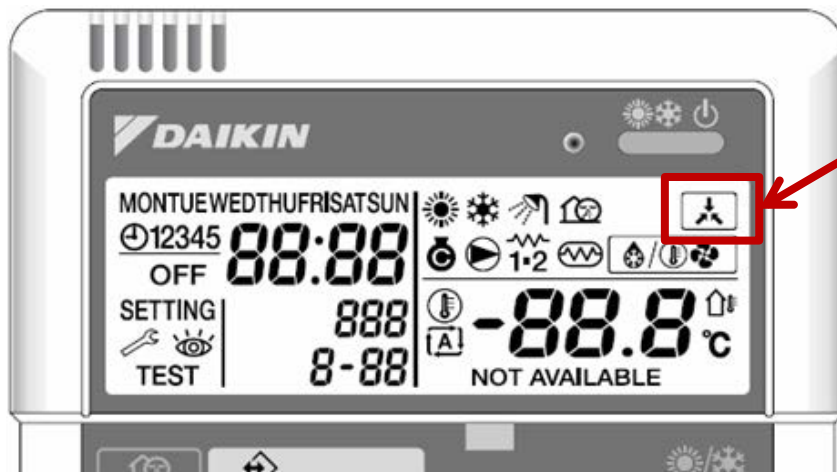 DAIKIN
MONTUEWEDTHUFRISATSUN
12345
88:88
OFF
C
1▪2
SETTING
888
-88.8
A
°C
TEST
8-88
NOT AVAILABLE